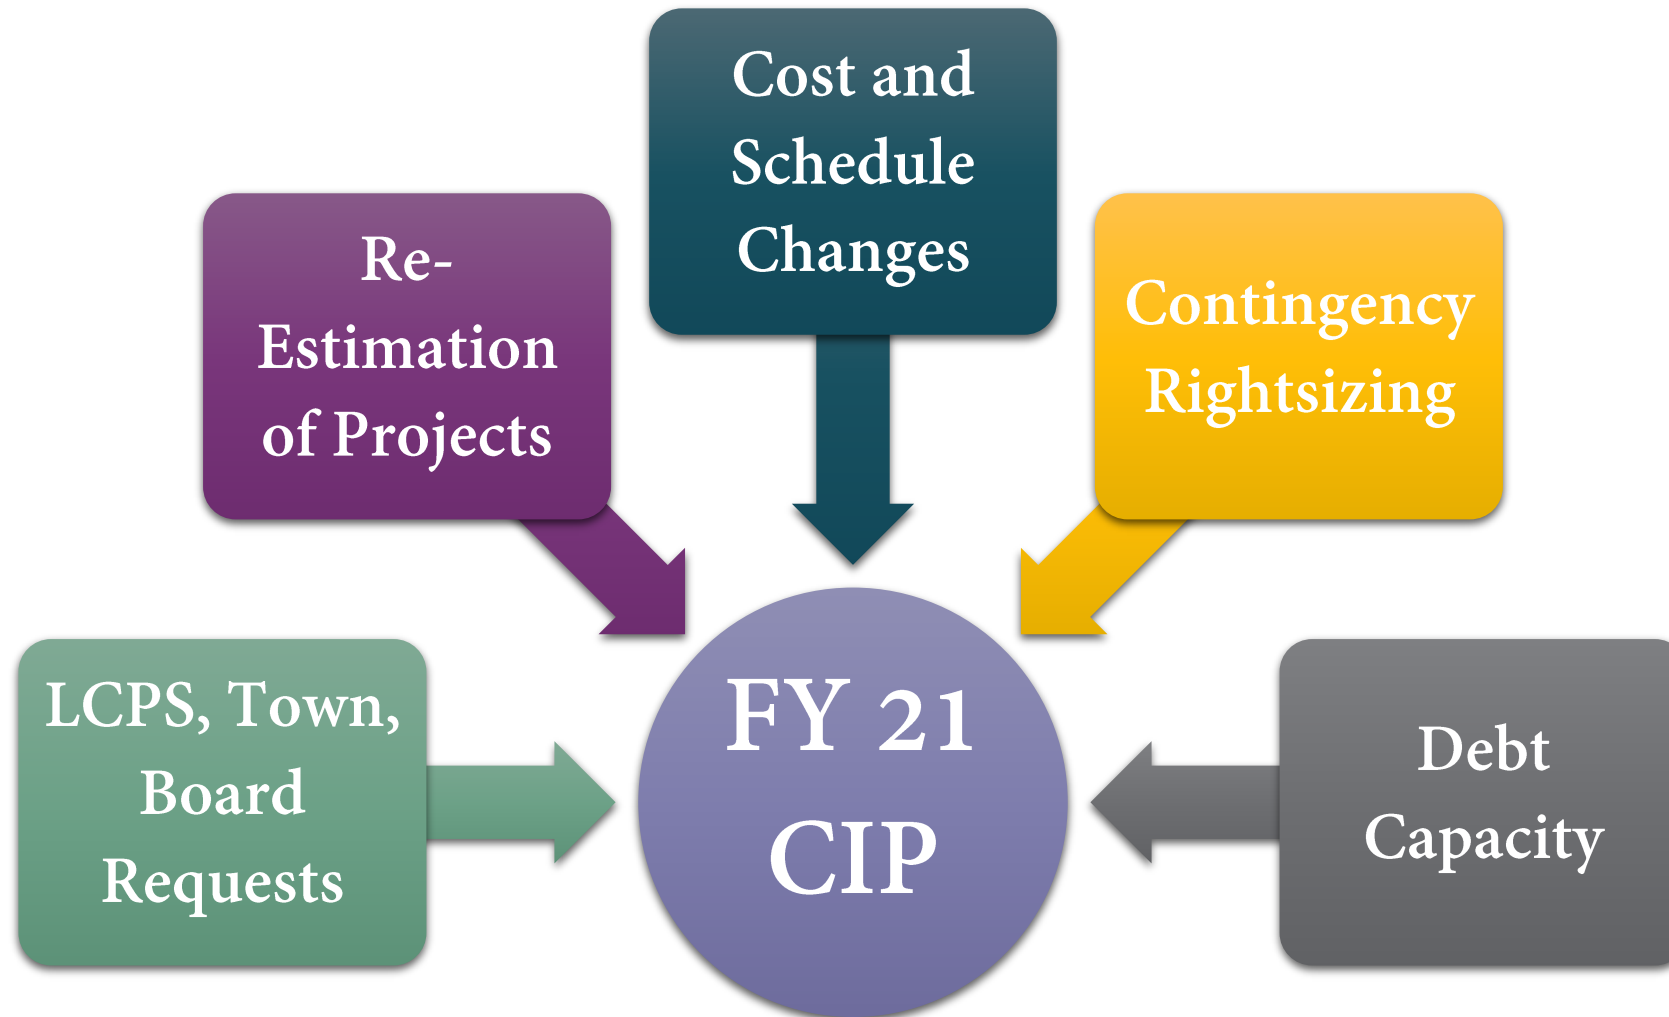 Cost and
Schedule
Changes
Re-
Estimation
of Projects
Contingency
Rightsizing
LCPS, Town,
Board
Requests
FY 21
CIP
Debt
Capacity